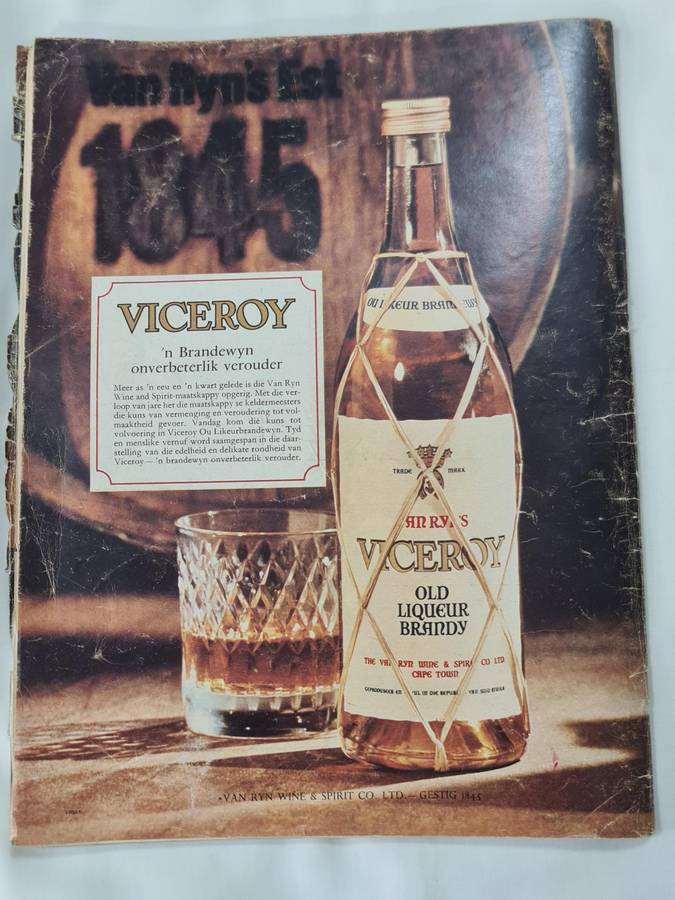 Van Ryn's Est
1845
VICEROY
'n Brandewyn
onverbeterlik verouder
Meer as 'n eeu en 'n kwart gelede is die Van Ryn
Wine and Spirit-maatskappy opgerig. Met die ver-
loop van jare het die maatskappy se keldermeesters
die kuns van vermenging en veroudering tot vol-
maaktheid gevoer. Vandag kom dié kuns tot
volvoering in Viceroy Ou Likeurbrandewyn. Tyd
en menslike vernuf word saamgespan in die daar-
stelling van die edelheid en delikate rondheid van
Viceroy — 'n brandewyn onverbeterlik verouder.
OU LIKEUR
TRADE MARK
VAN RYN'S
VICEROY
OLD
LIQUEUR
BRANDY
THE VAN RYN WINE & SPIRIT CO LTD
CAPE TOWN
VAN RYN WINE & SPIRIT CO. LTD. — GESTIG 1845